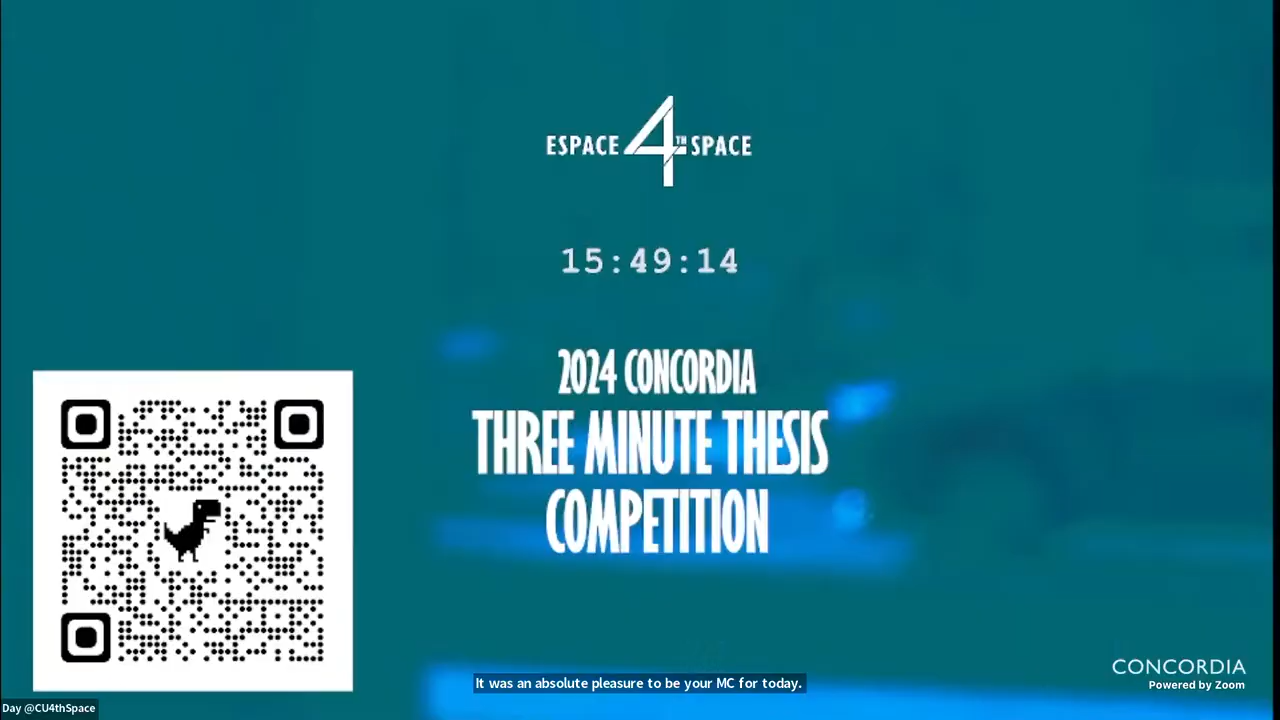 ESPACE 4TH SPACE
15:49:14
2024 CONCORDIA
THREE MINUTE THESIS
COMPETITION
CONCORDIA
It was an absolute pleasure to be your MC for today.
Powered by Zoom
Day @CU4thSpace